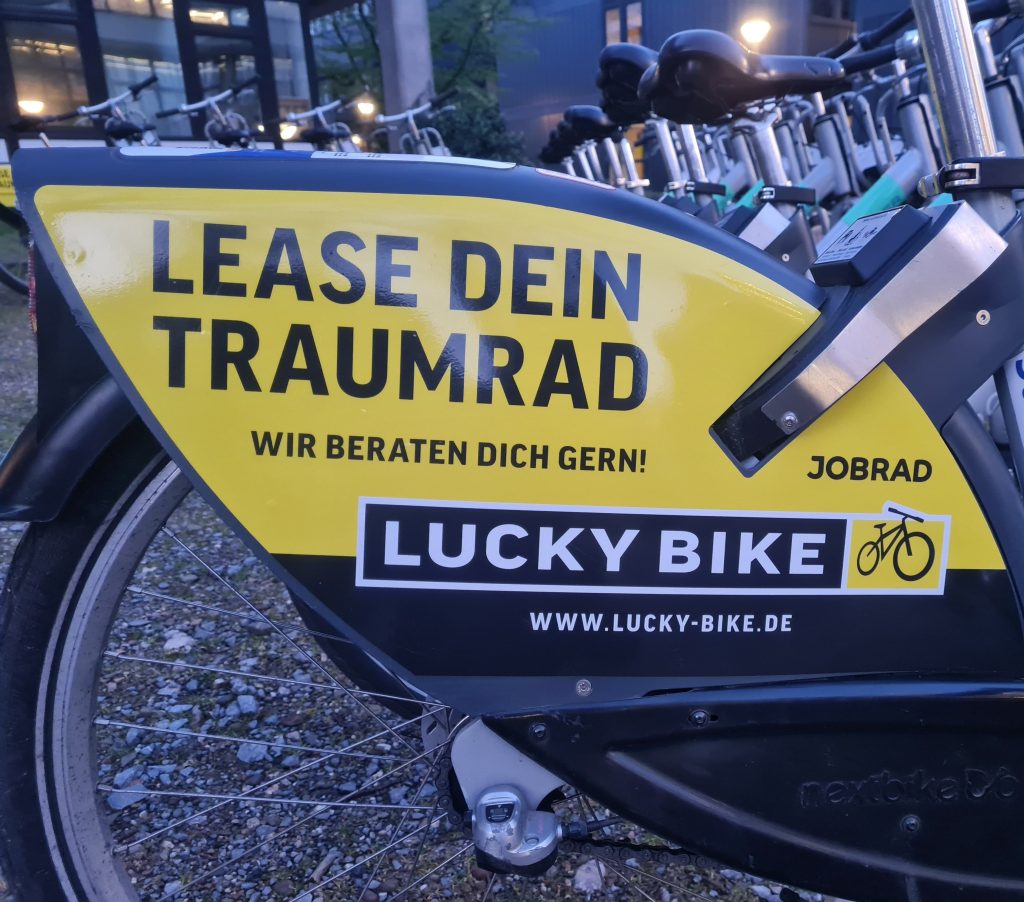 LEASE DEIN
TRAUMRAD
WIR BERATEN DICH GERN!
JOBRAD
LUCKY BIKE
WWW.LUCKY-BIKE.DE
nextbike